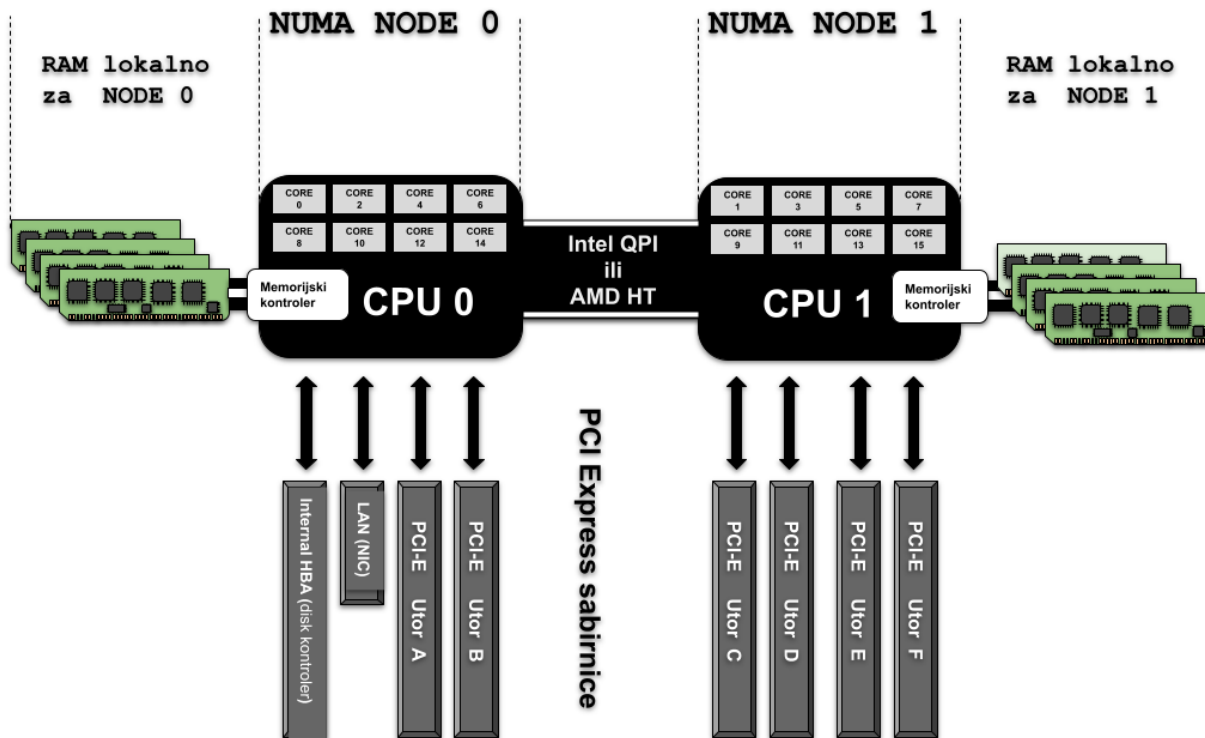 NUMA NODE 0
NUMA NODE 1
RAM lokalno
za NODE 0
RAM lokalno
za NODE 1
CORE
0
CORE
2
CORE
4
CORE
6
CORE
8
CORE
10
CORE
12
CORE
14
Memorijski
kontroler
CPU 0
Intel QPI
ili
AMD HT
CORE
1
CORE
3
CORE
5
CORE
7
CORE
9
CORE
11
CORE
13
CORE
15
CPU 1
Memorijski
kontroler
Internal HBA (disk kontroler)
LAN (NIC)
PCI-E Utor A
PCI-E Utor B
PCI Express sabirnice
PCI-E Utor C
PCI-E Utor D
PCI-E Utor E
PCI-E Utor F